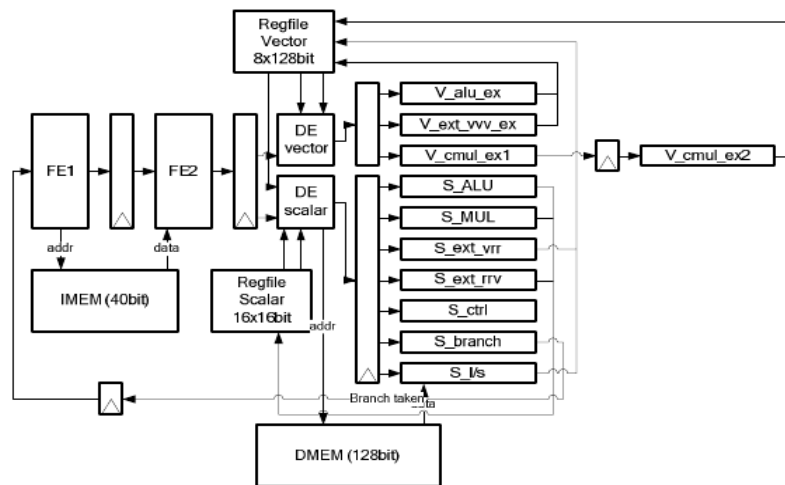 Regfile
Vector
8x128bit
V_alu_ex
V_ext_vvv_ex
V_cmul_ex1
V_cmul_ex2
DE
vector
FE1
FE2
DE
scalar
S_ALU
S_MUL
S_ext_vrr
S_ext_rrv
S_ctrl
S_branch
S_l/s
addr
data
IMEM (40bit)
Regfile
Scalar
16x16bit
addr
Branch taken
DMEM (128bit)